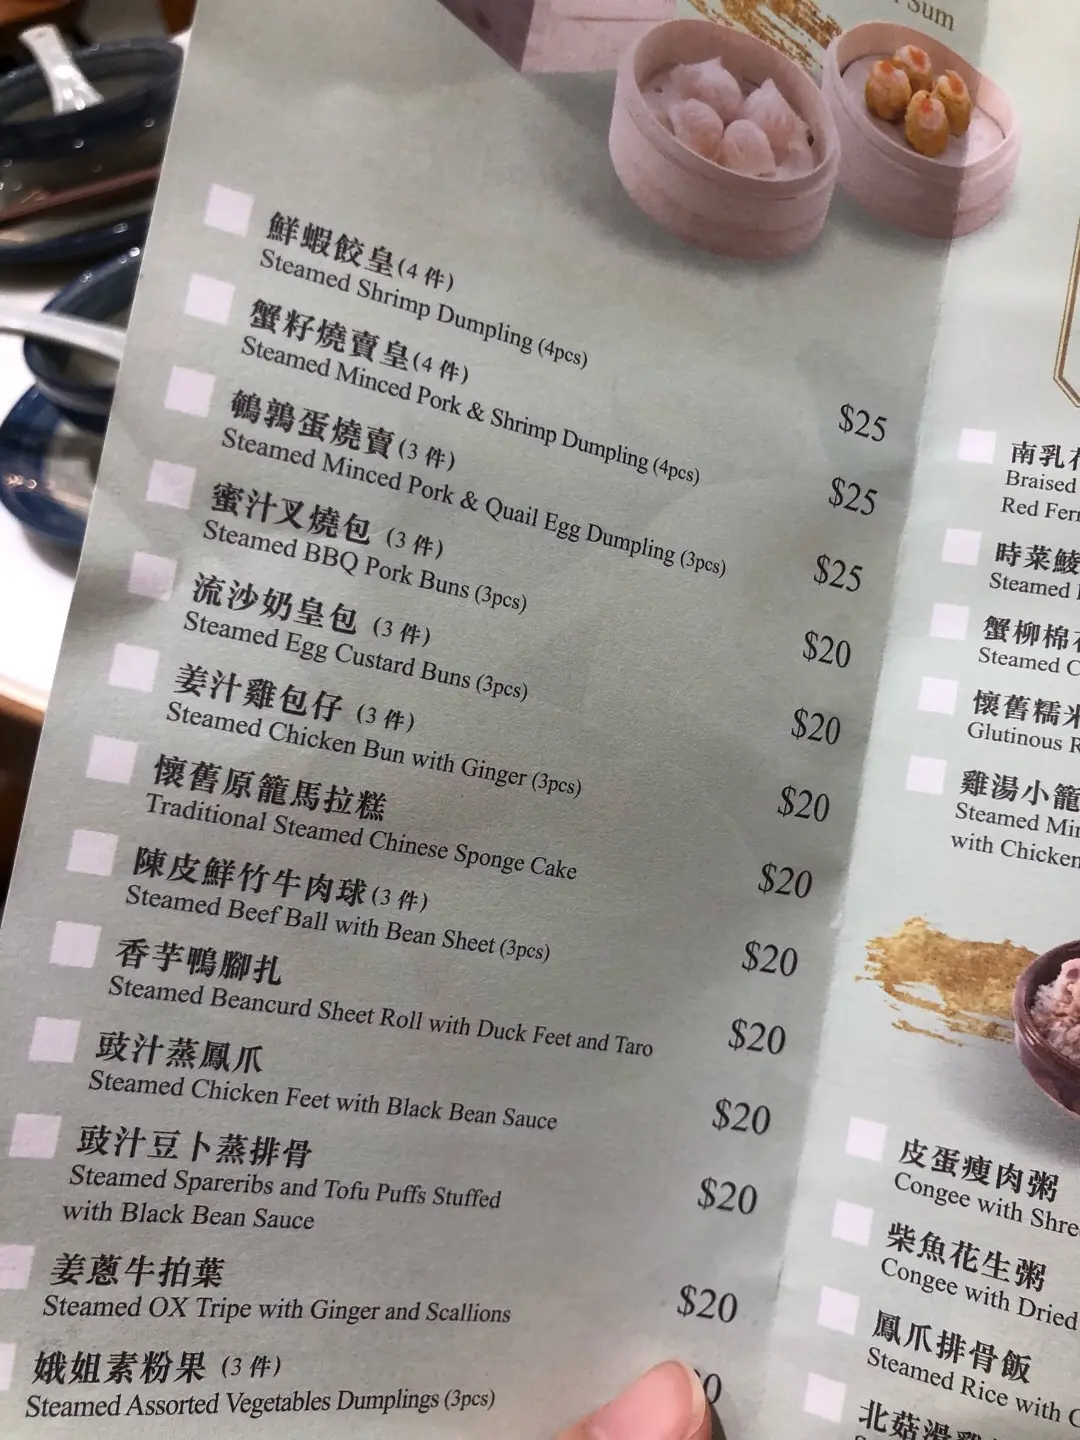 Sum
鮮蝦餃皇(4 件)
Steamed Shrimp Dumpling (4pcs)
$25
蟹籽燒賣皇(4 件)
Steamed Minced Pork & Shrimp Dumpling (4pcs)
$25
鵪鶉蛋燒賣(3 件)
Steamed Minced Pork & Quail Egg Dumpling (3pcs)
$25
蜜汁叉燒包 (3 件)
Steamed BBQ Pork Buns (3pcs)
$20
流沙奶皇包 (3 件)
Steamed Egg Custard Buns (3pcs)
$20
姜汁雞包仔 (3 件)
Steamed Chicken Bun with Ginger (3pcs)
$20
懷舊原籠馬拉糕
Traditional Steamed Chinese Sponge Cake
$20
陳皮鮮竹牛肉球(3 件)
Steamed Beef Ball with Bean Sheet (3pcs)
$20
香芋鴨腳扎
Steamed Beancurd Sheet Roll with Duck Feet and Taro
$20
豉汁蒸鳳爪
Steamed Chicken Feet with Black Bean Sauce
$20
豉汁豆卜蒸排骨
Steamed Spareribs and Tofu Puffs Stuffed
with Black Bean Sauce
$20
姜蔥牛拍葉
Steamed OX Tripe with Ginger and Scallions
$20
娥姐素粉果 (3 件)
Steamed Assorted Vegetables Dumplings (3pcs)
南乳
Braised
Red
時菜鯪
Steamed
蟹柳棉
Steamed
懷舊糯米
Glutinous
雞湯小籠
Steamed
with Chicken
皮蛋瘦肉粥
Congee with
柴魚花生粥
Congee with Dried
鳳爪排骨飯
Steamed Rice with
北菇滑雞